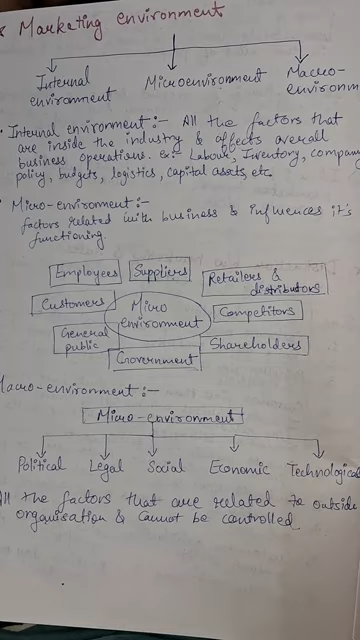 Marketing environment
Internal environment
Microenvironment
Macro-environm
• Internal environment :- All the factors that
are inside the industry & affects overall
business operations. ex:- Labour, Inventory, company
policy, budgets, logistics, capital assets, etc.
• Micro-environment :-
factors related with business & influences it's
functioning.
Employees
Suppliers
Retailers & distributors
Customers
Micro environment
Competitors
General public
Shareholders
Government
Macro-environment :-
Micro-environment
Political Legal Social Economic Technological
All the factors that are related to outside
organisation & cannot be controlled